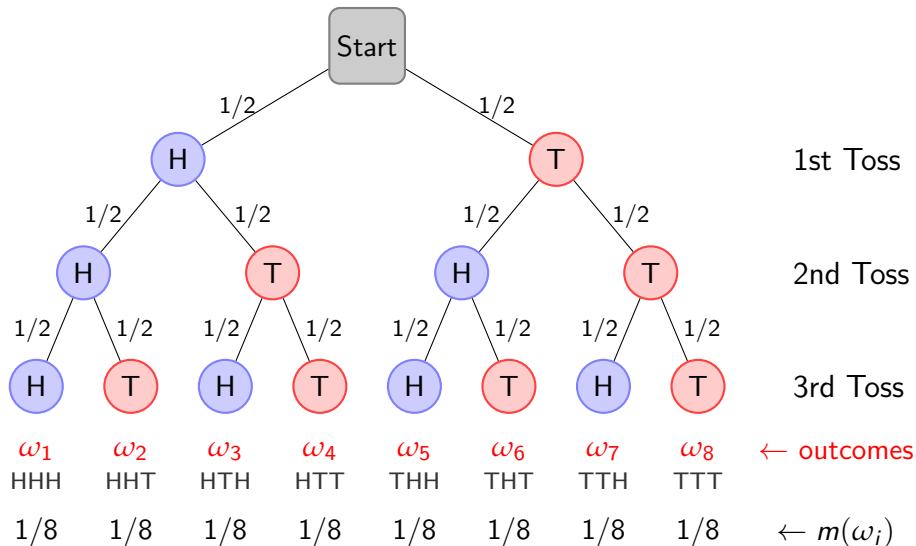 Start
1/2 1/2
H T 1st Toss
1/2 1/2 1/2 1/2
H T H T 2nd Toss
1/2 1/2 1/2 1/2 1/2 1/2 1/2 1/2
H T H T H T H T 3rd Toss
ω₁ ω₂ ω₃ ω₄ ω₅ ω₆ ω₇ ω₈ ← outcomes
HHH HHT HTH HTT THH THT TTH TTT
1/8 1/8 1/8 1/8 1/8 1/8 1/8 1/8 ← m(ωᵢ)